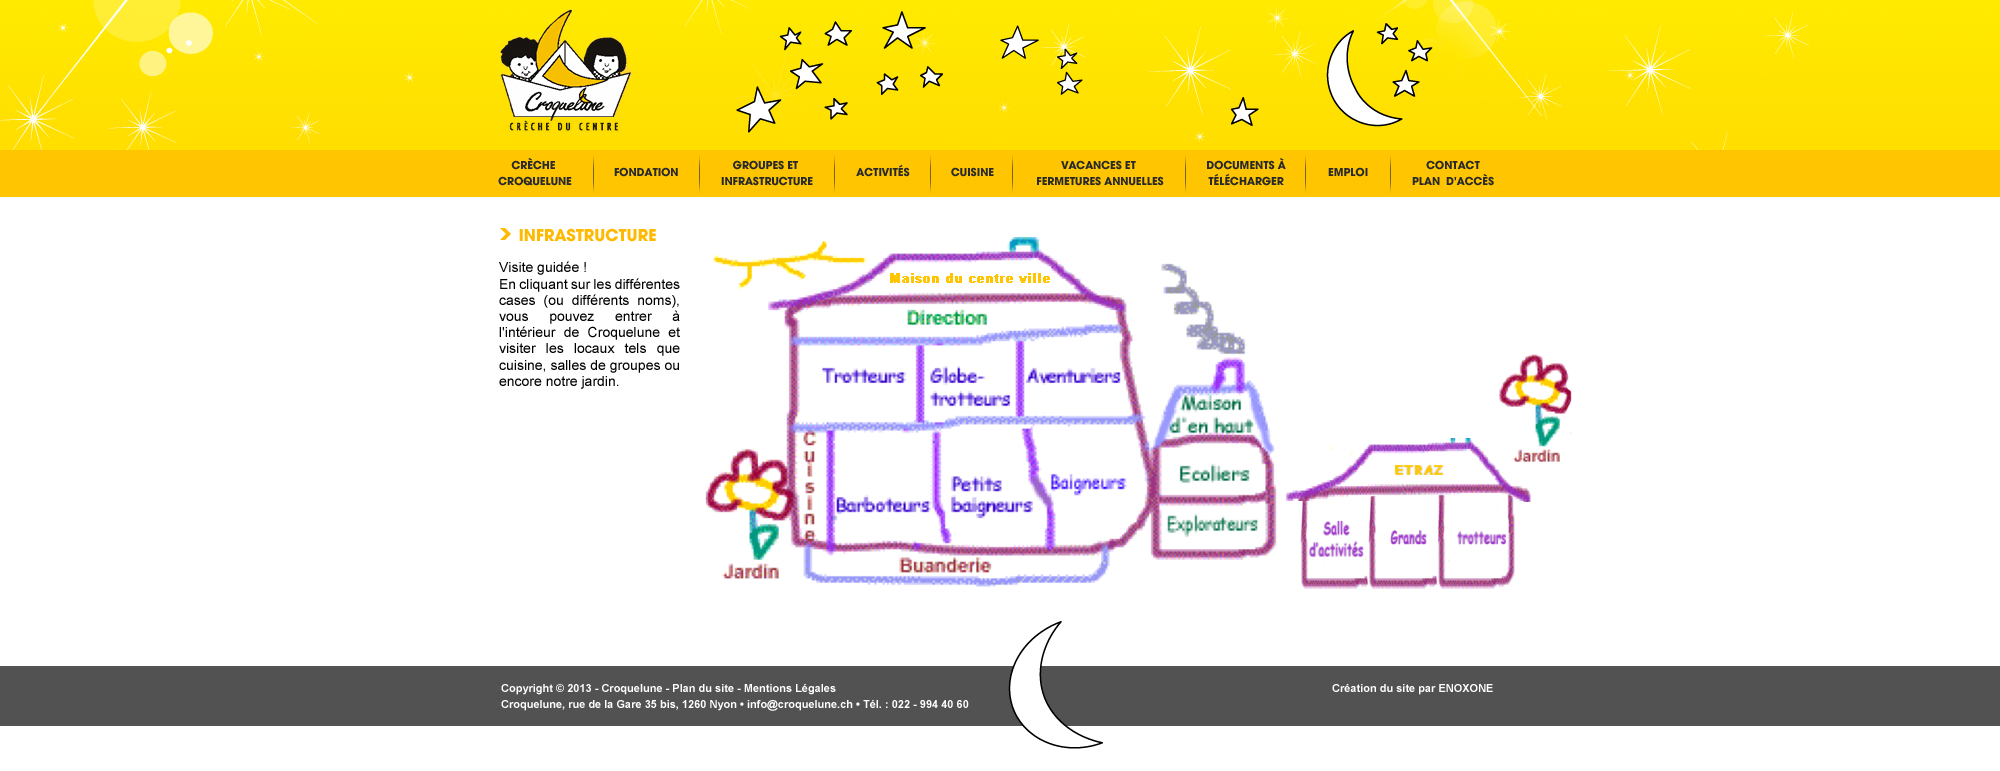 Croquelune
CRÈCHE DU CENTRE
CRÈCHE
CROQUELUNE
FONDATION
GROUPES ET
INFRASTRUCTURE
ACTIVITÉS
CUISINE
VACANCES ET
FERMETURES ANNUELLES
DOCUMENTS À
TÉLÉCHARGER
EMPLOI
CONTACT
PLAN D'ACCÈS
INFRASTRUCTURE
Visite guidée !
En cliquant sur les différentes
cases (ou différents noms),
vous pouvez entrer à
l'intérieur de Croquelune et
visiter les locaux tels que
cuisine, salles de groupes ou
encore notre jardin.
Maison du centre ville
Direction
Trotteurs
Globe-
trotteurs
Aventuriers
Cuisine
Barboteurs
Petits
baigneurs
Baigneurs
Buanderie
Jardin
Maison
d'en haut
Ecoliers
Explorateurs
ETRAZ
Salle
d'activités
Grands
trotteurs
Jardin
Copyright © 2013 - Croquelune - Plan du site - Mentions Légales
Croquelune, rue de la Gare 35 bis, 1260 Nyon • info@croquelune.ch • Tél. : 022 - 994 40 60
Création du site par ENOXONE